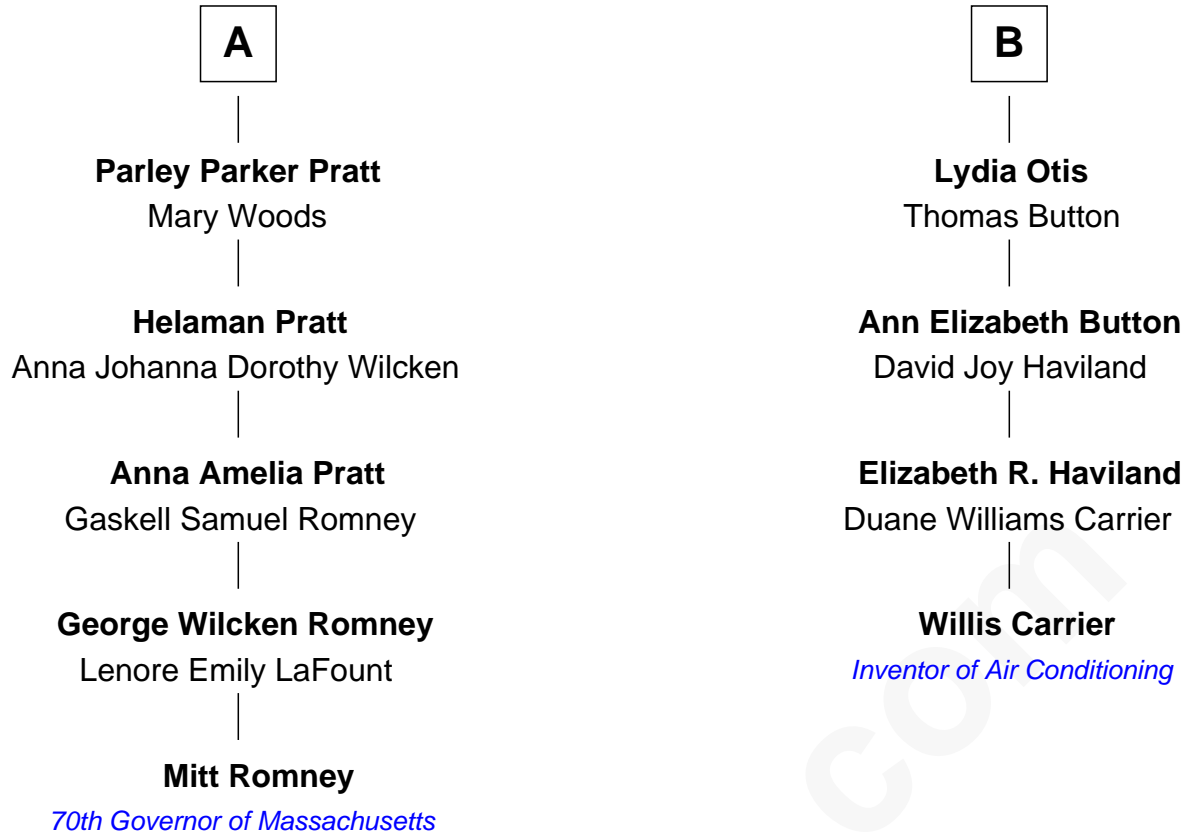 A
Parley Parker Pratt
Mary Woods
Helaman Pratt
Anna Johanna Dorothy Wilcken
Anna Amelia Pratt
Gaskell Samuel Romney
George Wilcken Romney
Lenore Emily LaFount
Mitt Romney
70th Governor of Massachusetts
B
Lydia Otis
Thomas Button
Ann Elizabeth Button
David Joy Haviland
Elizabeth R. Haviland
Duane Williams Carrier
Willis Carrier
Inventor of Air Conditioning
com